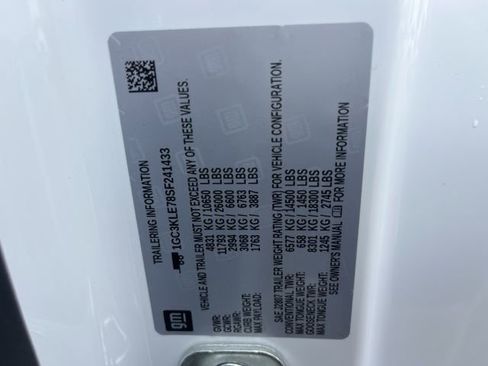 gm
TRAILERING INFORMATION
1GC3KLE78SF241433
VEHICLE AND TRAILER MUST NOT EXCEED ANY OF THESE VALUES.
GVWR: 4831 KG / 10650 LBS
GCWR: 11793 KG / 26000 LBS
RGAWR: 2994 KG / 6600 LBS
CURB WEIGHT: 3068 KG / 6763 LBS
MAX PAYLOAD: 1763 KG / 3887 LBS
SAE J2807 TRAILER WEIGHT RATING (TWR) FOR VEHICLE CONFIGURATION.
CONVENTIONAL TWR: 6577 KG / 14500 LBS
MAX TONGUE WEIGHT: 658 KG / 1450 LBS
GOOSENECK TWR: 8301 KG / 18300 LBS
MAX TONGUE WEIGHT: 1245 KG / 2745 LBS
SEE OWNER'S MANUAL FOR MORE INFORMATION.